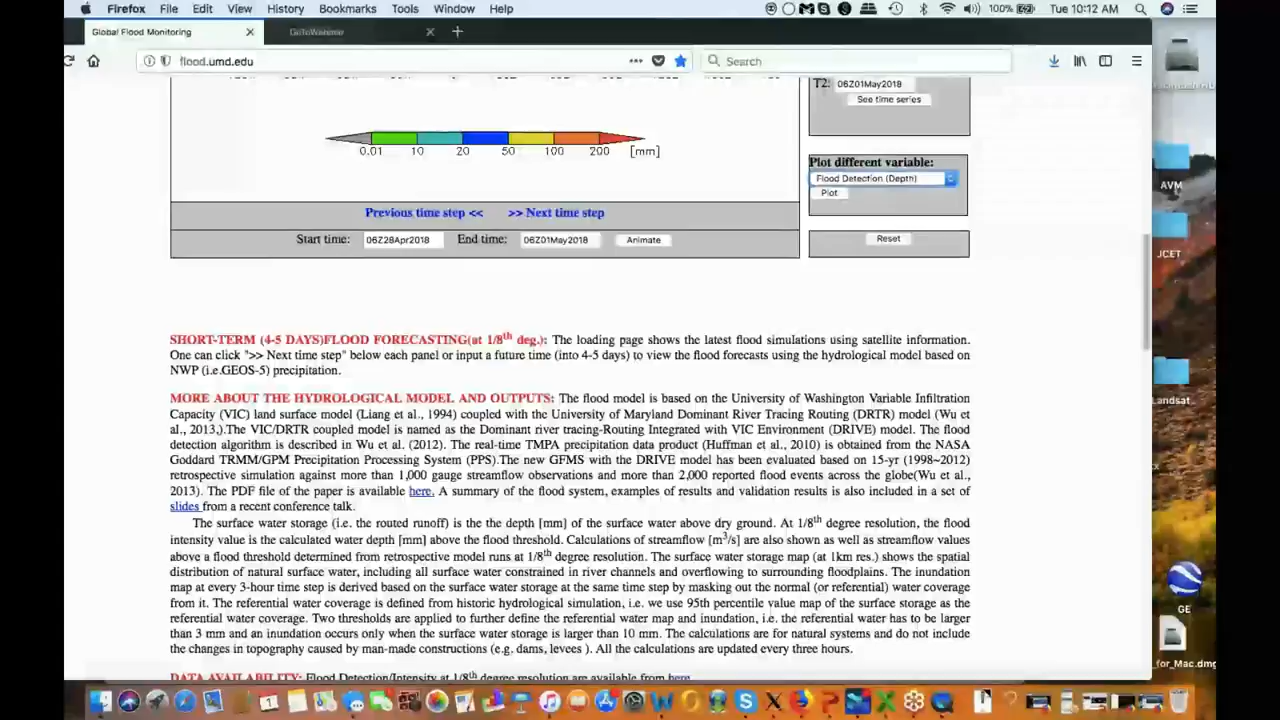 Firefox File Edit View History Bookmarks Tools Window Help 100% Tue 10:12 AM
Global Flood Monitoring GoToWebinar
flood.umd.edu Search
T2: 06Z01May2018
See time series
0.01 10 20 50 100 200 [mm]
Plot different variable:
Flood Detection (Depth)
Plot
Previous time step << >> Next time step
Start time: 06Z28Apr2018 End time: 06Z01May2018 Animate Reset
SHORT-TERM (4-5 DAYS)FLOOD FORECASTING(at 1/8th deg.): The loading page shows the latest flood simulations using satellite information.
One can click ">> Next time step" below each panel or input a future time (into 4-5 days) to view the flood forecasts using the hydrological model based on
NWP (i.e.GEOS-5) precipitation.
MORE ABOUT THE HYDROLOGICAL MODEL AND OUTPUTS: The flood model is based on the University of Washington Variable Infiltration
Capacity (VIC) land surface model (Liang et al., 1994) coupled with the University of Maryland Dominant River Tracing Routing (DRTR) model (Wu et
al., 2013,).The VIC/DRTR coupled model is named as the Dominant river tracing-Routing Integrated with VIC Environment (DRIVE) model. The flood
detection algorithm is described in Wu et al. (2012). The real-time TMPA precipitation data product (Huffman et al., 2010) is obtained from the NASA
Goddard TRMM/GPM Precipitation Processing System (PPS).The new GFMS with the DRIVE model has been evaluated based on 15-yr (1998~2012)
retrospective simulation against more than 1,000 gauge streamflow observations and more than 2,000 reported flood events across the globe(Wu et al.,
2013). The PDF file of the paper is available here. A summary of the flood system, examples of results and validation results is also included in a set of
slides from a recent conference talk.
The surface water storage (i.e. the routed runoff) is the the depth [mm] of the surface water above dry ground. At 1/8th degree resolution, the flood
intensity value is the calculated water depth [mm] above the flood threshold. Calculations of streamflow [m3/s] are also shown as well as streamflow values
above a flood threshold determined from retrospective model runs at 1/8th degree resolution. The surface water storage map (at 1km res.) shows the spatial
distribution of natural surface water, including all surface water constrained in river channels and overflowing to surrounding floodplains. The inundation
map at every 3-hour time step is derived based on the surface water storage at the same time step by masking out the normal (or referential) water coverage
from it. The referential water coverage is defined from historic hydrological simulation, i.e. we use 95th percentile value map of the surface storage as the
referential water coverage. Two thresholds are applied to further define the referential water map and inundation, i.e. the referential water has to be larger
than 3 mm and an inundation occurs only when the surface water storage is larger than 10 mm. The calculations are for natural systems and do not include
the changes in topography caused by man-made constructions (e.g. dams, levees ). All the calculations are updated every three hours.
DATA AVAILABILITY: Flood Detection/Intensity at 1/8th degree resolution are available from here
AVM
JCET
Landsat...
GE
_for_Mac.dmg